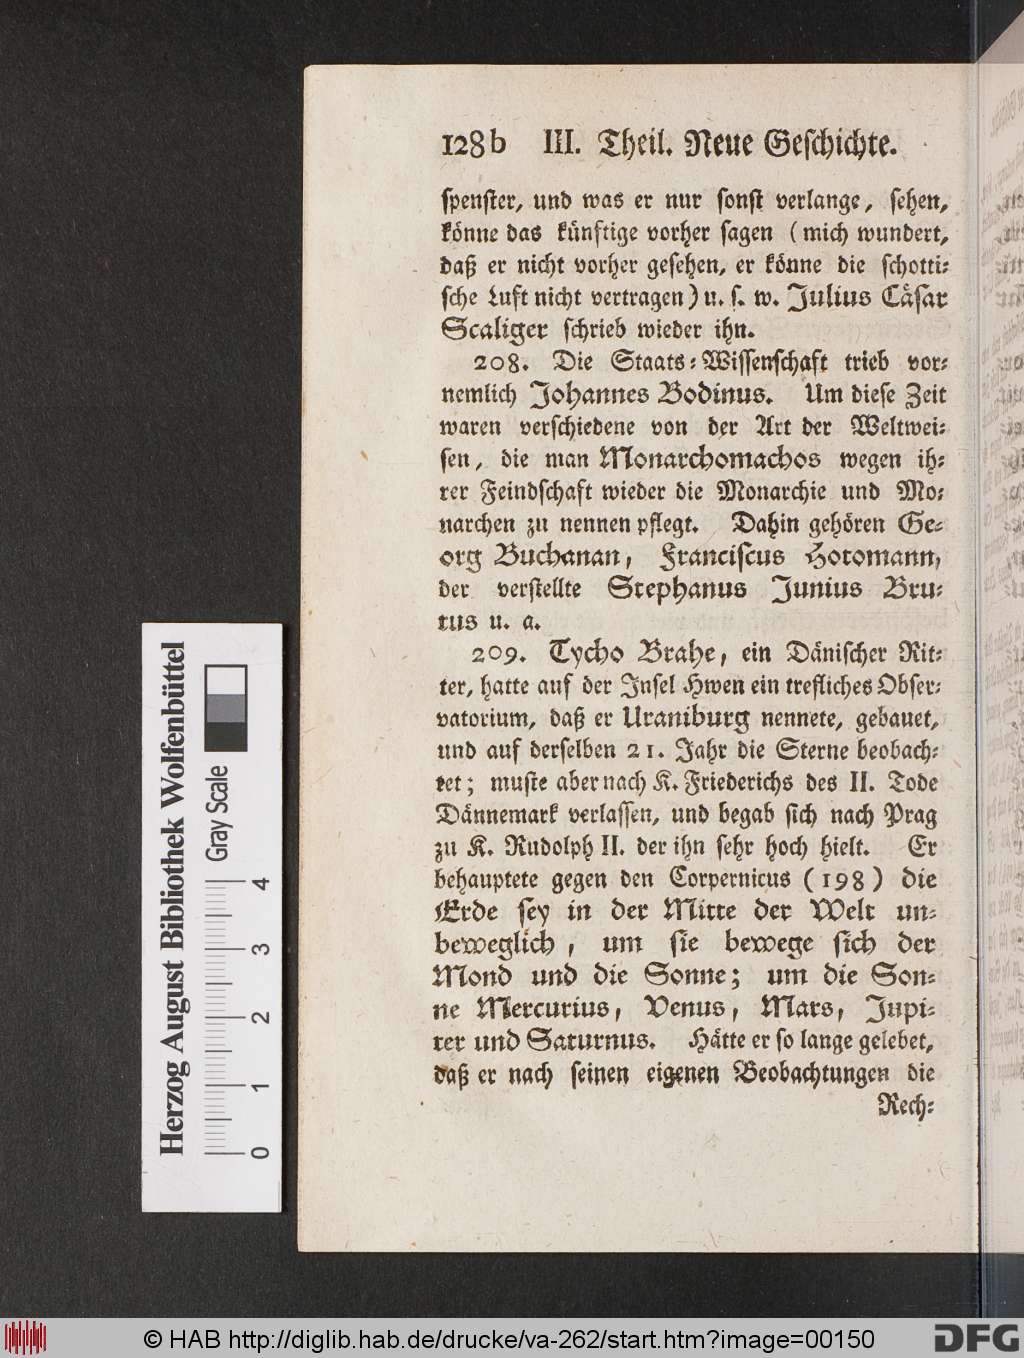 128b III. Theil. Neue Geschichte.
spenster, und was er nur sonst verlange, sehen,
könne das künftige vorher sagen (mich wundert,
daß er nicht vorher gesehen, er könne die schotti-
sche Luft nicht vertragen) u. s. w. Julius Cäsar
Scaliger schrieb wieder ihn.
208. Die Staats-Wissenschaft trieb vor-
nemlich Johannes Bodinus. Um diese Zeit
waren verschiedene von der Art der Weltwei-
sen, die man Monarchomachos wegen ih-
rer Feindschaft wieder die Monarchie und Mo-
narchen zu nennen pflegt. Dahin gehören Ge-
org Buchanan, Franciscus Hotomann,
der verstellte Stephanus Junius Bru-
tus u. a.
209. Tycho Brahe, ein Dänischer Rit-
ter, hatte auf der Insel Hwen ein trefliches Obser-
vatorium, daß er Uraniburg nennete, gebauet,
und auf derselben 21. Jahr die Sterne beobach-
tet; muste aber nach K. Friederichs des II. Tode
Dännemark verlassen, und begab sich nach Prag
zu K. Rudolph II. der ihn sehr hoch hielt. Er
behauptete gegen den Corpernicus (198) die
Erde sey in der Mitte der Welt un-
beweglich, um sie bewege sich der
Mond und die Sonne; um die Son-
ne Mercurius, Venus, Mars, Jupi-
ter und Saturnus. Hätte er so lange gelebet,
daß er nach seinen eigenen Beobachtungen die
Rech-
Herzog August Bibliothek Wolfenbüttel
Gray Scale
0 1 2 3 4
© HAB http://diglib.hab.de/drucke/va-262/start.htm?image=00150
DFG